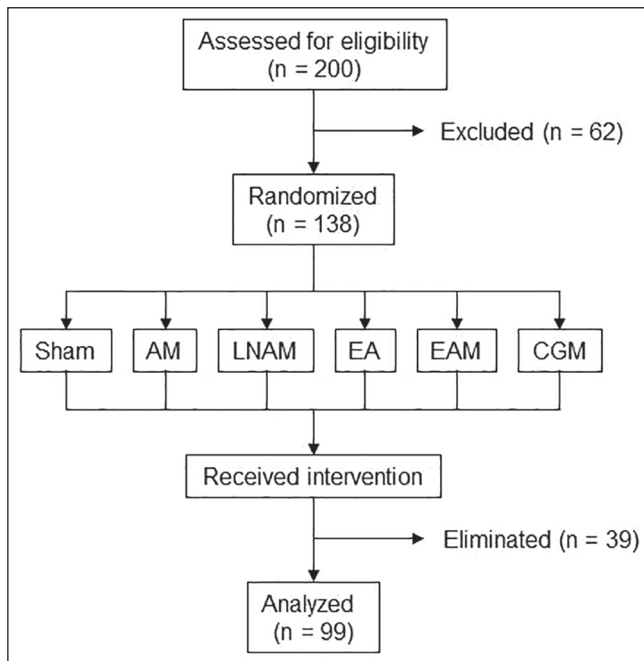 Assessed for eligibility
(n = 200)
Excluded (n = 62)
Randomized
(n = 138)
Sham
AM
LNAM
EA
EAM
CGM
Received intervention
Eliminated (n = 39)
Analyzed
(n = 99)